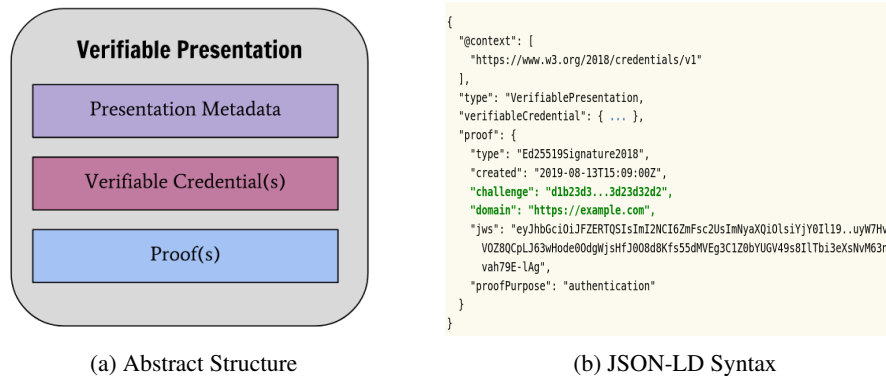 Verifiable Presentation
Presentation Metadata
Verifiable Credential(s)
Proof(s)
(a) Abstract Structure
{
"@context": [
"https://www.w3.org/2018/credentials/v1"
],
"type": "VerifiablePresentation,
"verifiableCredential": { ... },
"proof": {
"type": "Ed25519Signature2018",
"created": "2019-08-13T15:09:00Z",
"challenge": "d1b23d3...3d23d32d2",
"domain": "https://example.com",
"jws": "eyJhbGciOiJFZERTQSIsImI2NCI6ZmFsc2UsImNyaXQiOlsiYjY0Il19..uyW7Hv
VOZ8QCpLJ63wHode0OdgWjsHfJ0O8d8Kfs55dMVEg3C1Z0bYUGV49s8IlTbi3eXsNvM63n
vah79E-lAg",
"proofPurpose": "authentication"
}
}
(b) JSON-LD Syntax